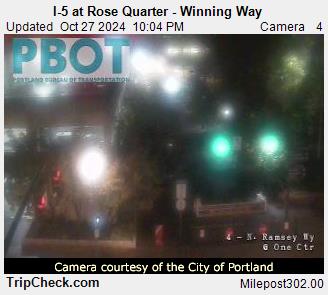 I-5 at Rose Quarter - Winning Way
Updated Oct 27 2024 10:04 PM Camera 4
PBOT
PORTLAND BUREAU OF TRANSPORTATION
4 - N. Ramsey Wy
@ One Ctr
Camera courtesy of the City of Portland
TripCheck.com Milepost302.00